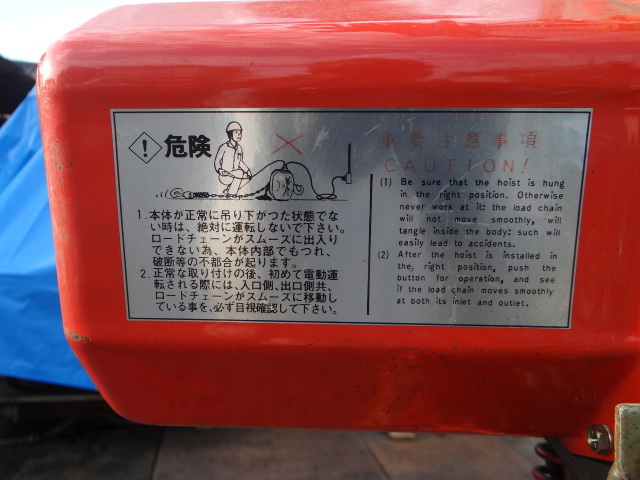 危険
1.本体が正常に吊り下がつた状態でな
い時は、絶対に運転しないで下さい。
ロードチェーンがスムーズに出入り
できない為、本体内部でもつれ、
破断等の不都合が起ります。
2.正常な取り付けの後、初めて電動運
転される際には、入口側、出口側共、
ロードチェーンがスムーズに移動し
ている事を、必ず目視確認して下さい。
重要注意事項
CAUTION!
(1) Be sure that the hoist is hung
in the right position. Otherwise
never work at it: the load chain
will not move smoothly, will
tangle inside the body: such will
easily lead to accidents.
(2) After the hoist is installed in
the right position, push the
button for operation, and see
if the load chain moves smoothly
at both its inlet and outlet.